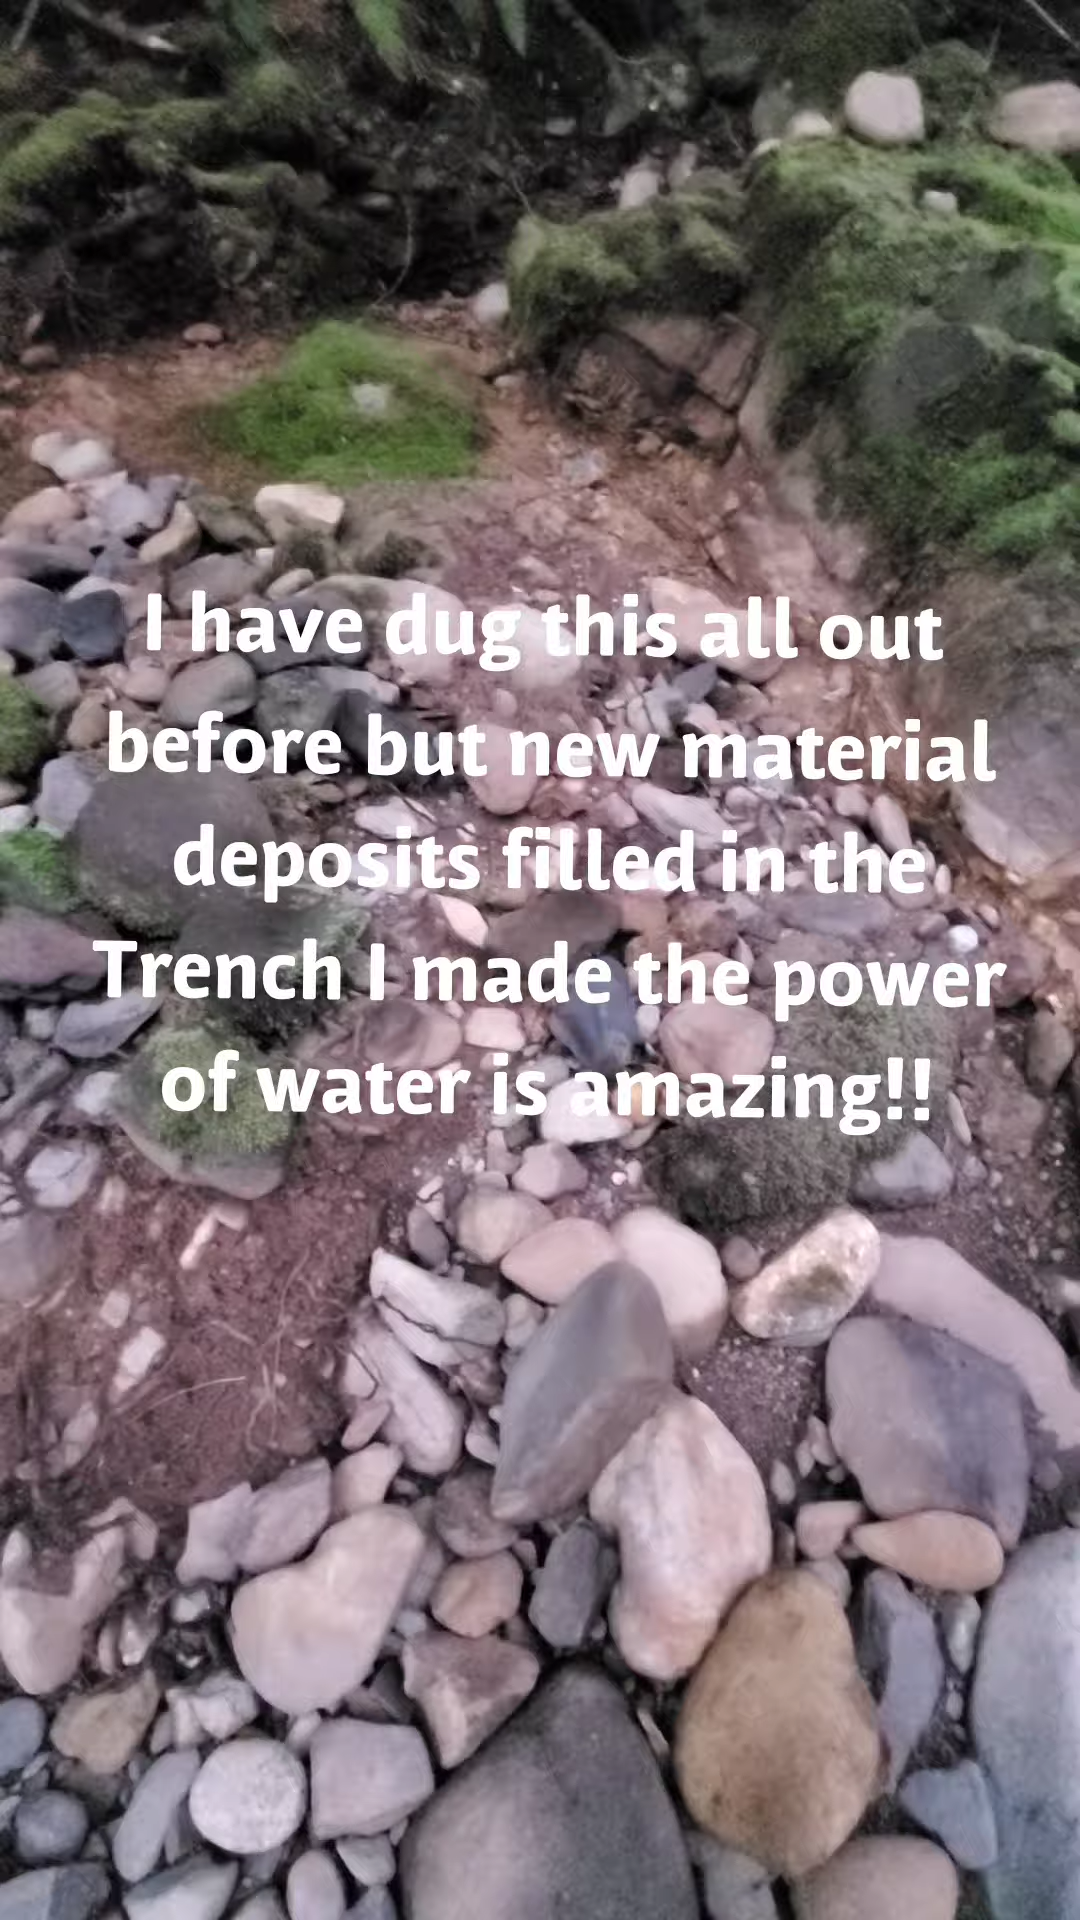 I have dug this all out
before but new material
deposits filled in the
Trench I made the power
of water is amazing!!